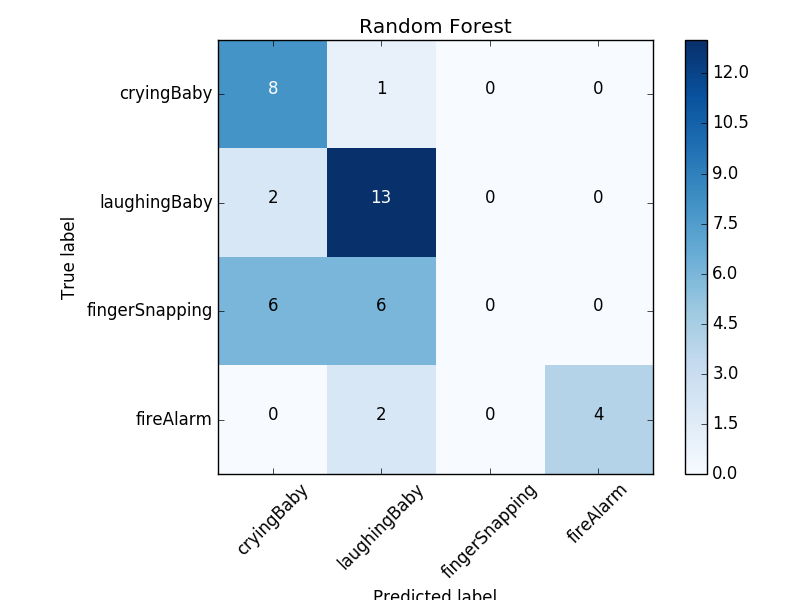 Random Forest
cryingBaby 8 1 0 0
laughingBaby 2 13 0 0
fingerSnapping 6 6 0 0
fireAlarm 0 2 0 4
True label
cryingBaby laughingBaby fingerSnapping fireAlarm
Predicted label
12.0
10.5
9.0
7.5
6.0
4.5
3.0
1.5
0.0